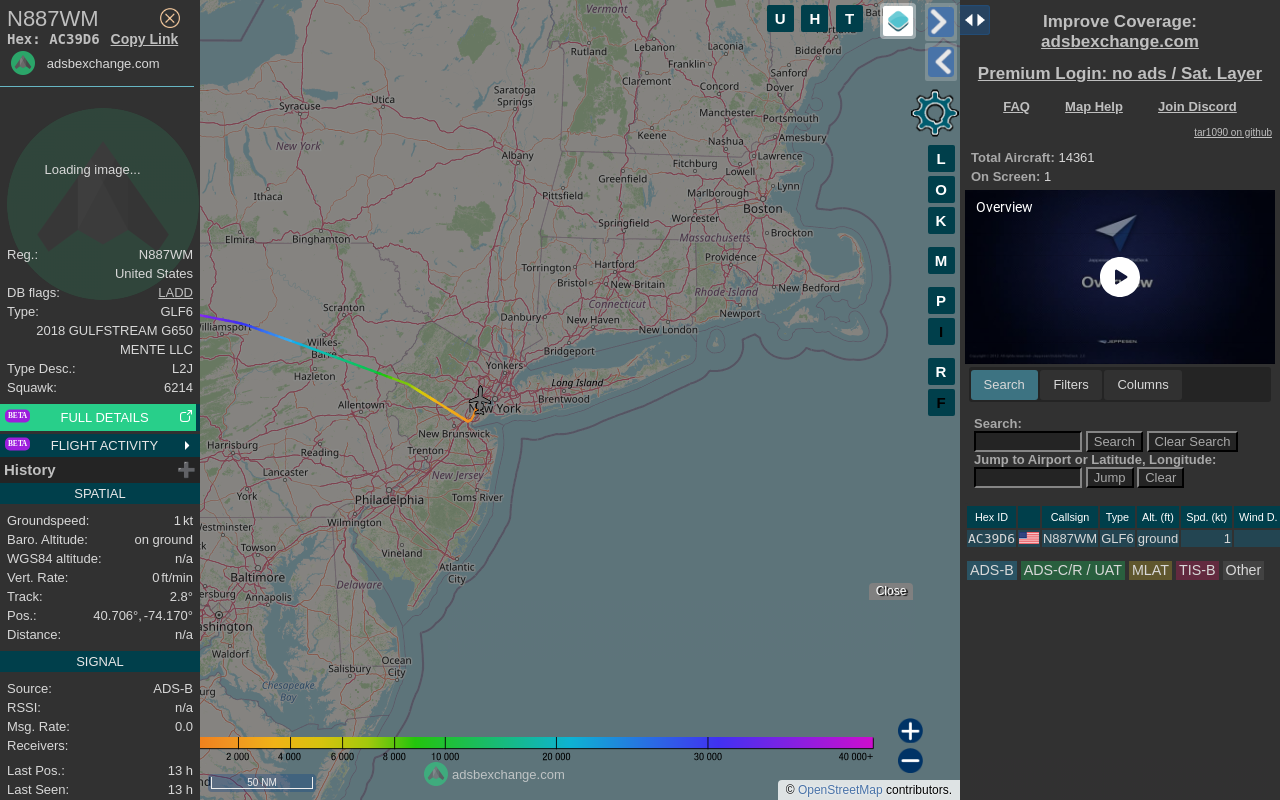 N887WM
Hex: AC39D6 Copy Link
adsbexchange.com
Loading image...
Reg.: N887WM
United States
DB flags: LADD
Type: GLF6
2018 GULFSTREAM G650
MENTE LLC
Type Desc.: L2J
Squawk: 6214
BETA FULL DETAILS
BETA FLIGHT ACTIVITY
History
SPATIAL
Groundspeed: 1 kt
Baro. Altitude: on ground
WGS84 altitude: n/a
Vert. Rate: 0 ft/min
Track: 2.8°
Pos.: 40.706°, -74.170°
Distance: n/a
SIGNAL
Source: ADS-B
RSSI: n/a
Msg. Rate: 0.0
Receivers:
Last Pos.: 13 h
Last Seen: 13 h
U H T
L
O
K
M
P
I
R
F
Vermont
Rutland
Lebanon
Laconia
Biddeford
Franklin
Sanford
Claremont
Concord
Dover
Saratoga
Springs
Utica
Syracuse
Manchester
Portsmouth
Keene
Nashua
Amesbury
New York
Albany
Fitchburg
Lawrence
Lowell
Greenfield
Ithaca
Pittsfield
Marlborough
Lynn
Boston
Worcester
Springfield
Elmira
Binghamton
Massachusetts
Brockton
Providence
Torrington
Hartford
Bristol
New Britain
Rhode Island
New Bedford
Connecticut
Scranton
Danbury
New Haven
Newport
New London
Williamsport
Wilkes-
Barre
Bridgeport
Yonkers
Hazleton
Long Island
Brentwood
Allentown
New York
New Brunswick
Harrisburg
Reading
Trenton
Lancaster
New Jersey
York
Philadelphia
Toms River
Westminster
Wilmington
Towson
Vineland
Baltimore
Atlantic
City
Annapolis
Delaware
Washington
Waldorf
Salisbury
Ocean
City
Chesapeake
Bay
Close
2 000 4 000 6 000 8 000 10 000 20 000 30 000 40 000+
50 NM
adsbexchange.com
© OpenStreetMap contributors.
Improve Coverage:
adsbexchange.com
Premium Login: no ads / Sat. Layer
FAQ Map Help Join Discord
tar1090 on github
Total Aircraft: 14361
On Screen: 1
Overview
Overview
JEPPESEN
Search Filters Columns
Search:
Search Clear Search
Jump to Airport or Latitude, Longitude:
Jump Clear
Hex ID Callsign Type Alt. (ft) Spd. (kt) Wind D.
AC39D6 N887WM GLF6 ground 1
ADS-B ADS-C/R / UAT MLAT TIS-B Other